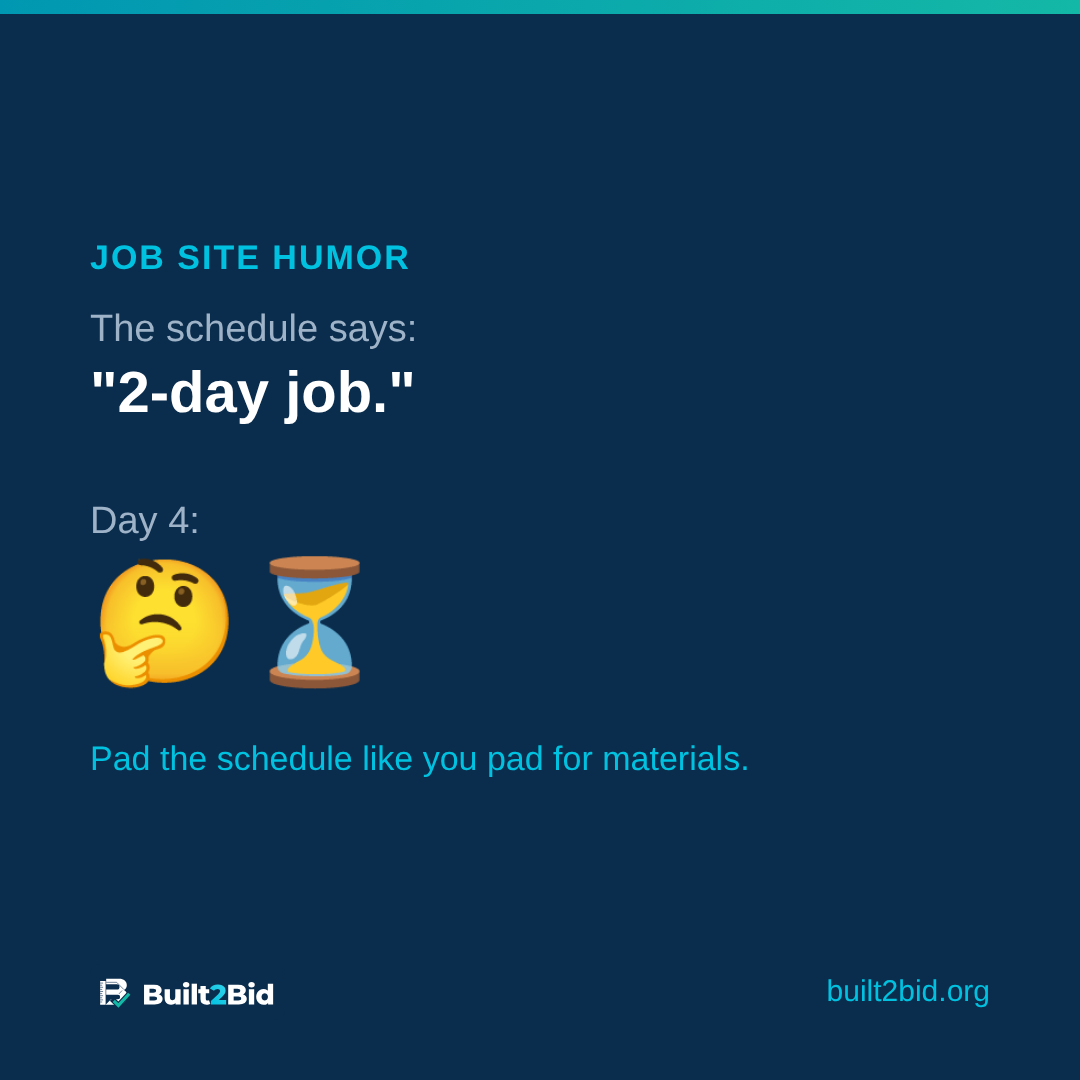 JOB SITE HUMOR
The schedule says:
"2-day job."
Day 4:
Pad the schedule like you pad for materials.
Built2Bid
built2bid.org